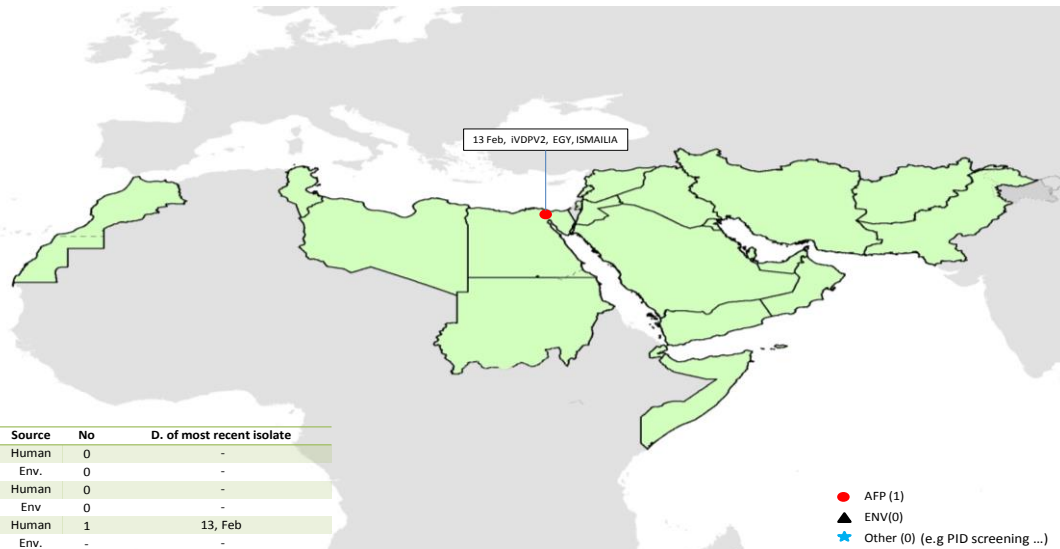 13 Feb, iVDPV2, EGY, ISMAILIA
Source No D. of most recent isolate
Human 0 -
Env. 0 -
Human 0 -
Env 0 -
Human 1 13, Feb
Env. - -
AFP (1)
ENV(0)
Other (0) (e.g PID screening ...)